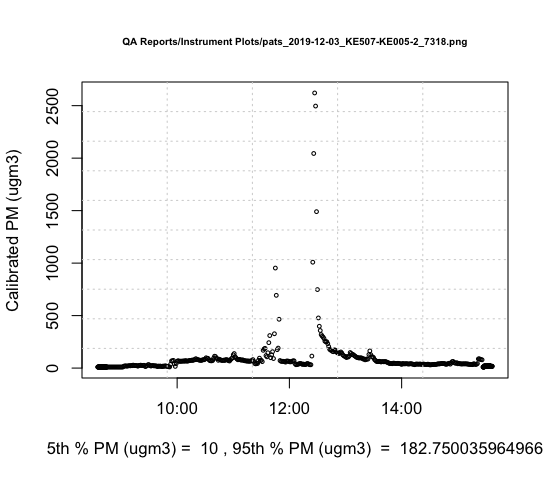 QA Reports/Instrument Plots/pats_2019-12-03_KE507-KE005-2_7318.png
Calibrated PM (ugm3)
2500
2000
1500
1000
500
0
10:00 12:00 14:00
5th % PM (ugm3) = 10 , 95th % PM (ugm3) = 182.750035964966